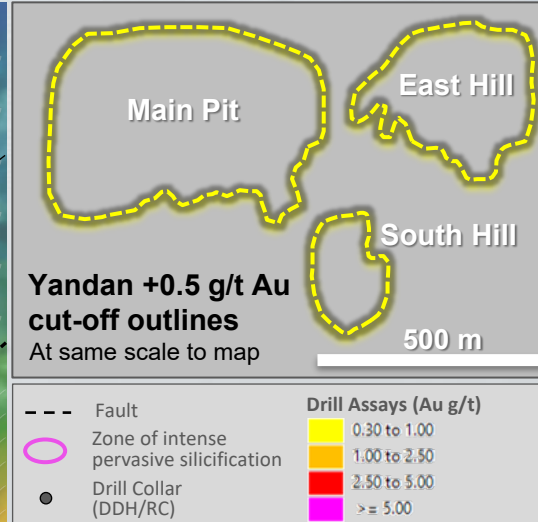 Main Pit
East Hill
South Hill
Yandan +0.5 g/t Au
cut-off outlines
At same scale to map
500 m
Fault
Zone of intense
pervasive silicification
Drill Collar
(DDH/RC)
Drill Assays (Au g/t)
0.30 to 1.00
1.00 to 2.50
2.50 to 5.00
>= 5.00